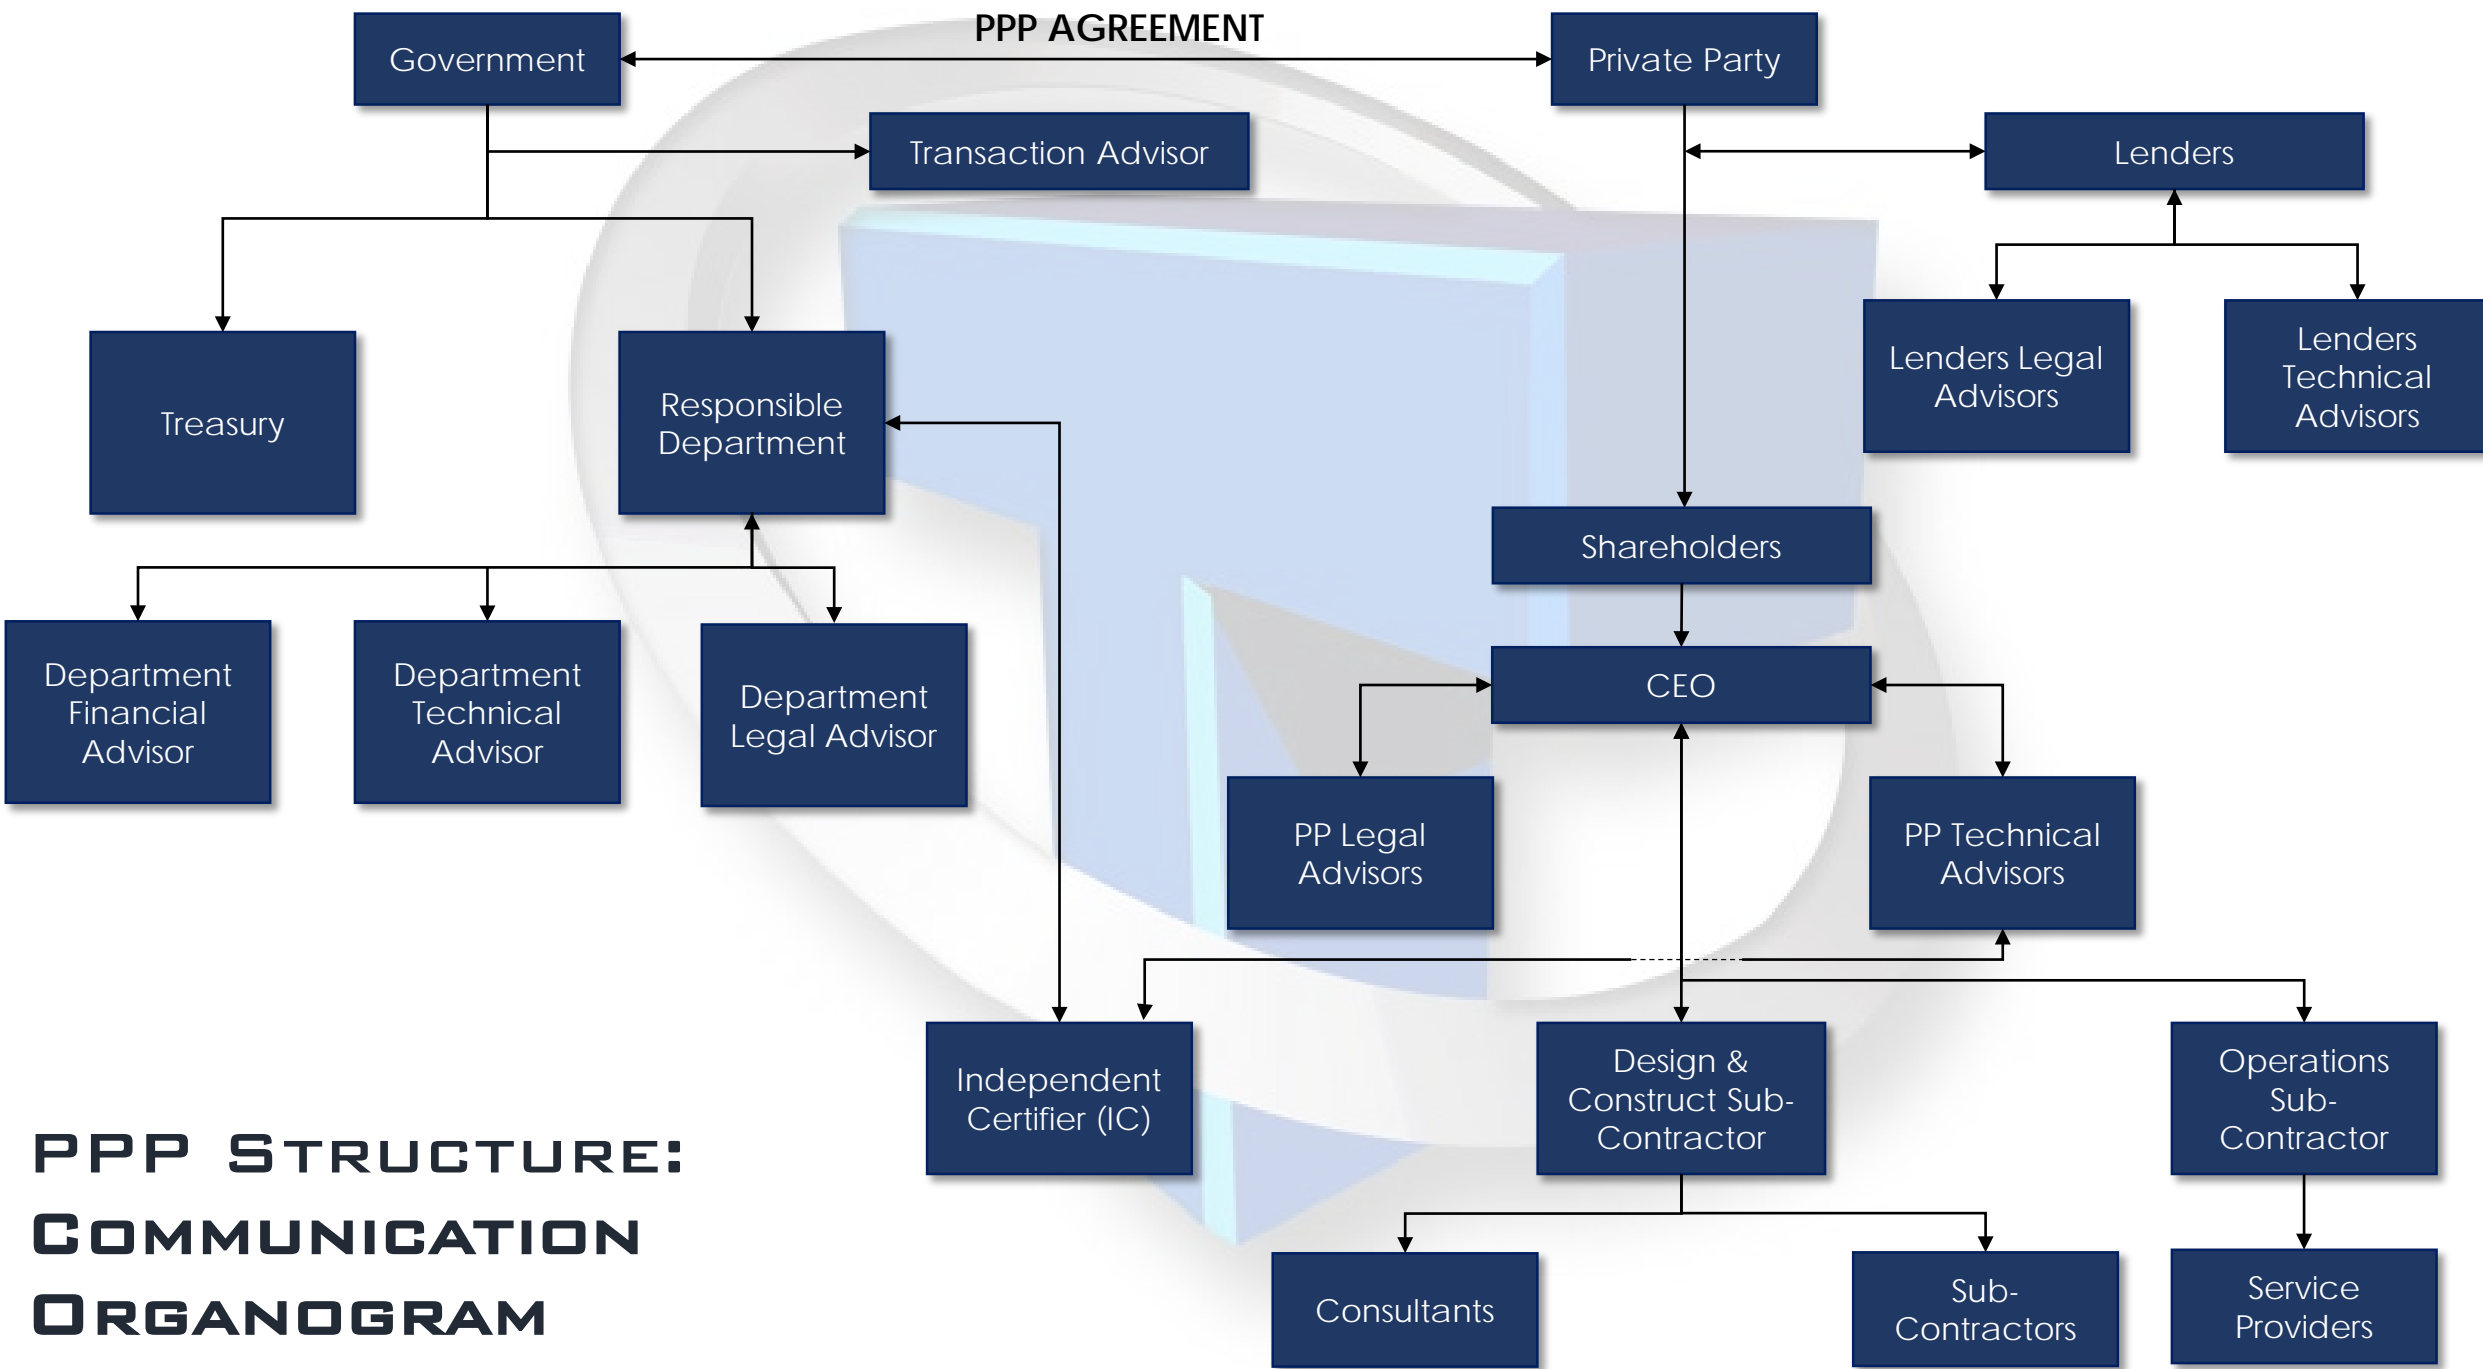 PPP AGREEMENT
Government
Private Party
Transaction Advisor
Lenders
Treasury
Responsible
Department
Lenders Legal
Advisors
Lenders
Technical
Advisors
Shareholders
Department
Financial
Advisor
Department
Technical
Advisor
Department
Legal Advisor
CEO
PP Legal
Advisors
PP Technical
Advisors
Independent
Certifier (IC)
Design &
Construct Sub-
Contractor
Operations
Sub-
Contractor
Consultants
Sub-
Contractors
Service
Providers
PPP STRUCTURE:
COMMUNICATION
ORGANOGRAM